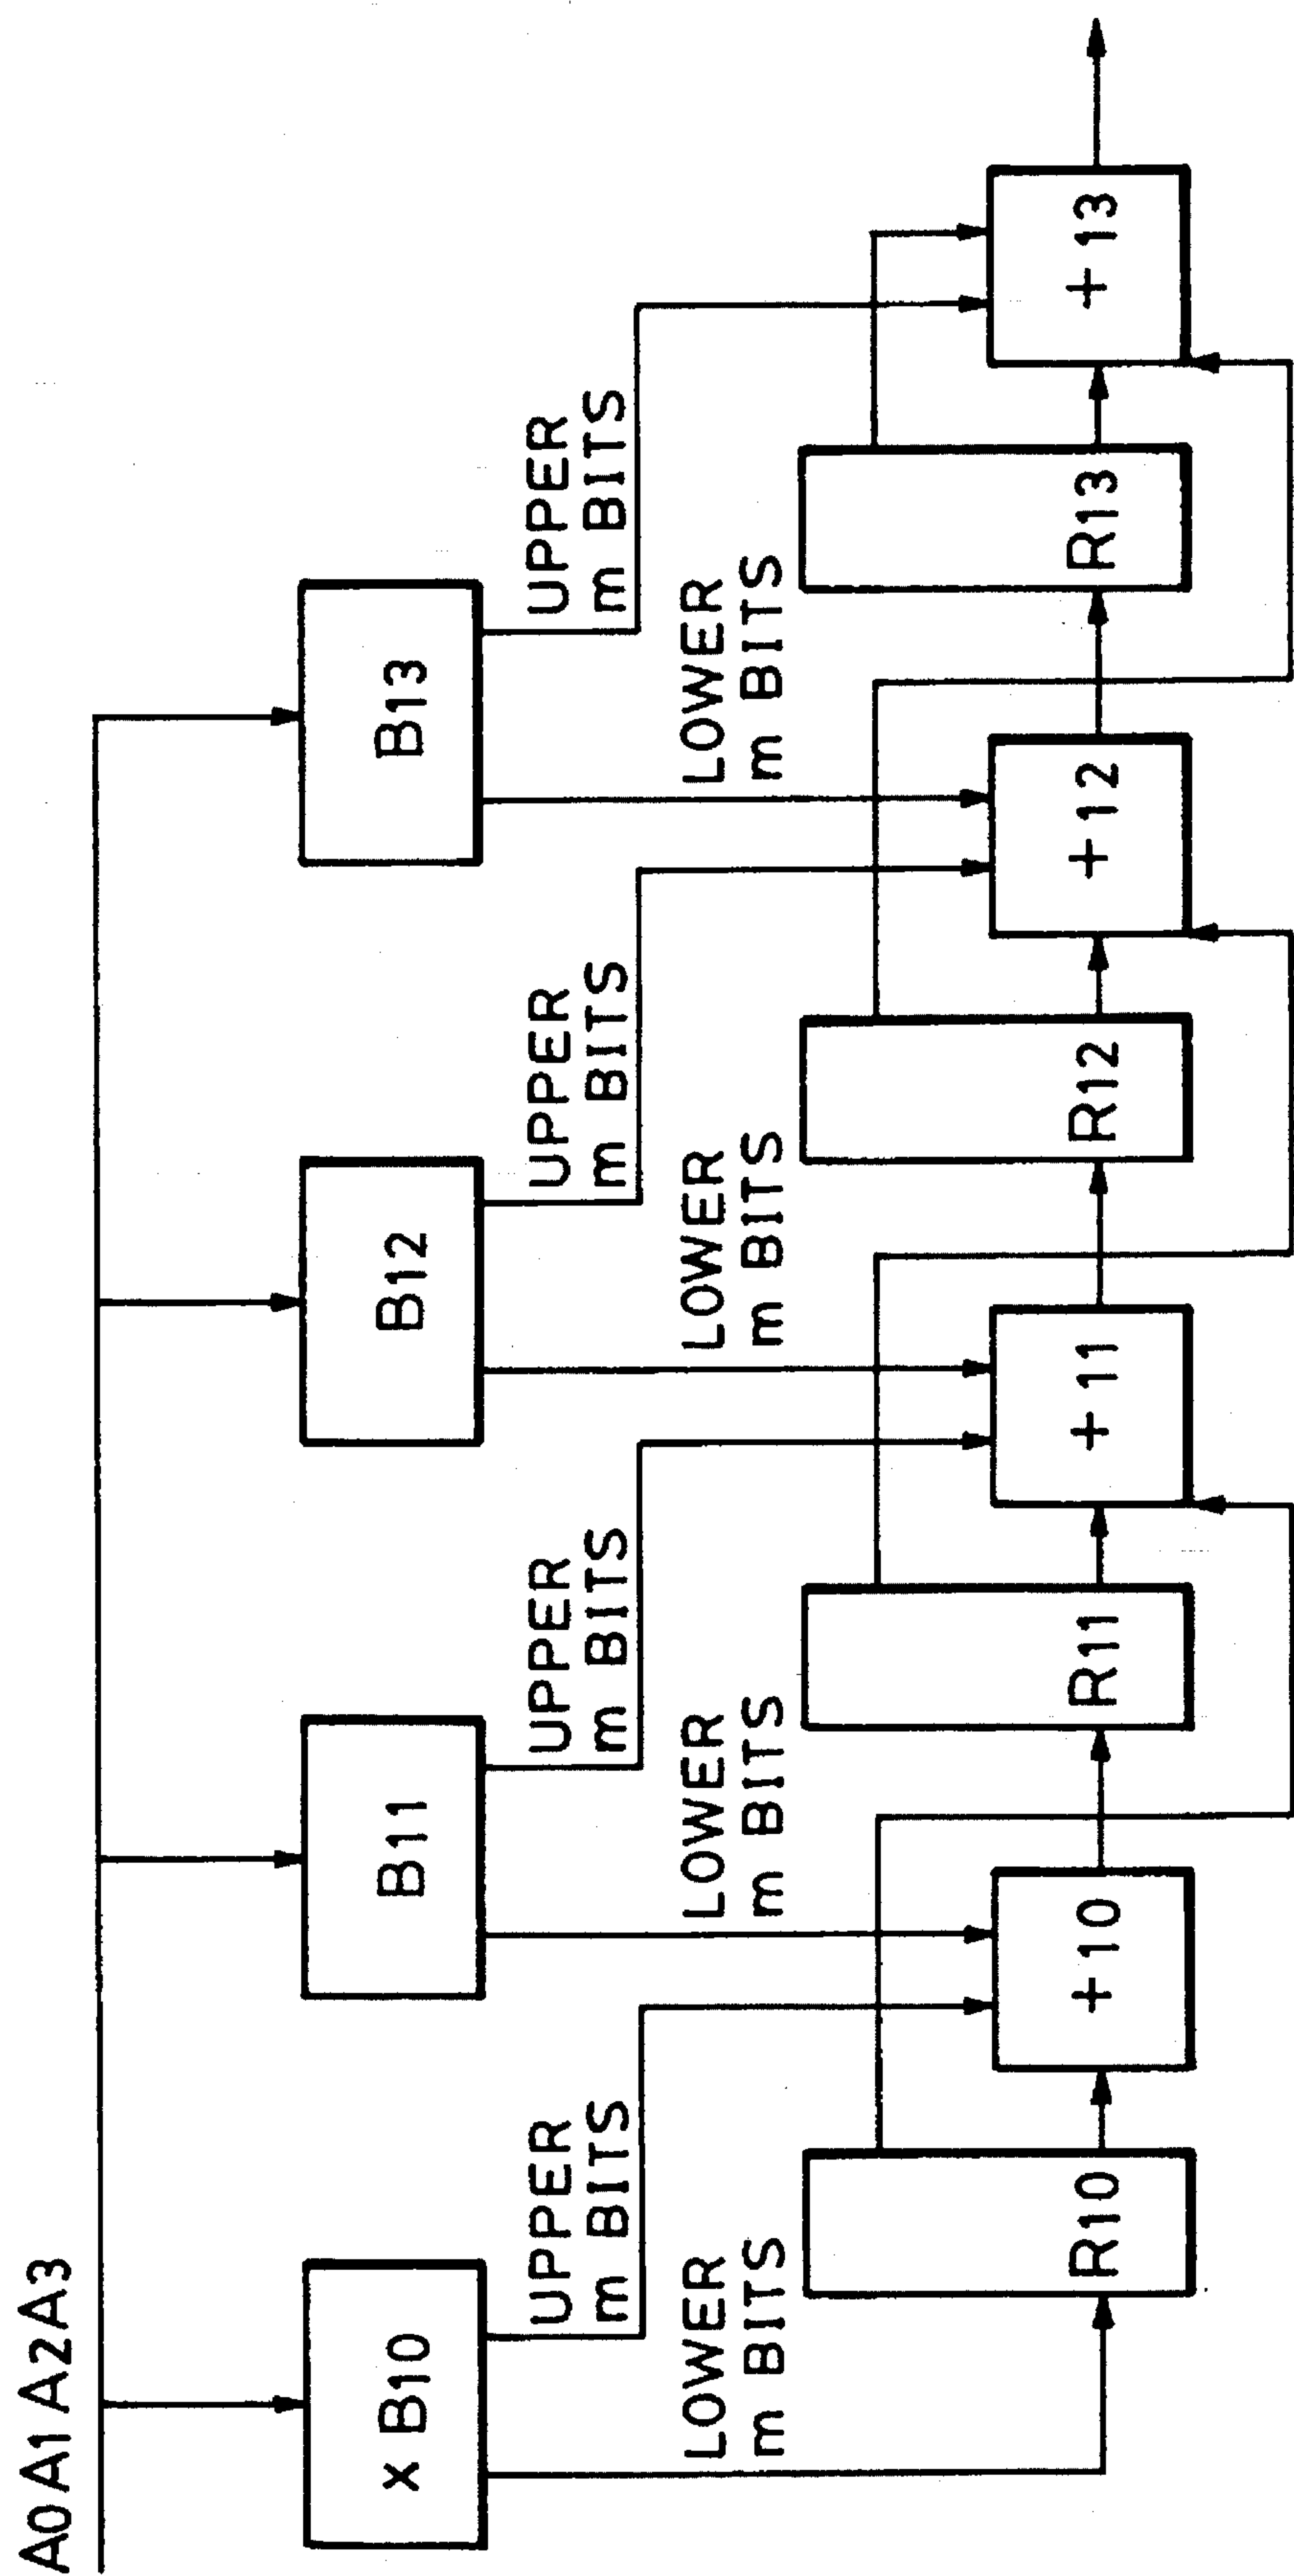 A0 A1 A2 A3
x B10
B11
B12
B13
UPPER
m BITS
UPPER
m BITS
UPPER
m BITS
UPPER
m BITS
LOWER
m BITS
LOWER
m BITS
LOWER
m BITS
LOWER
m BITS
R10
+10
R11
+11
R12
+12
R13
+13